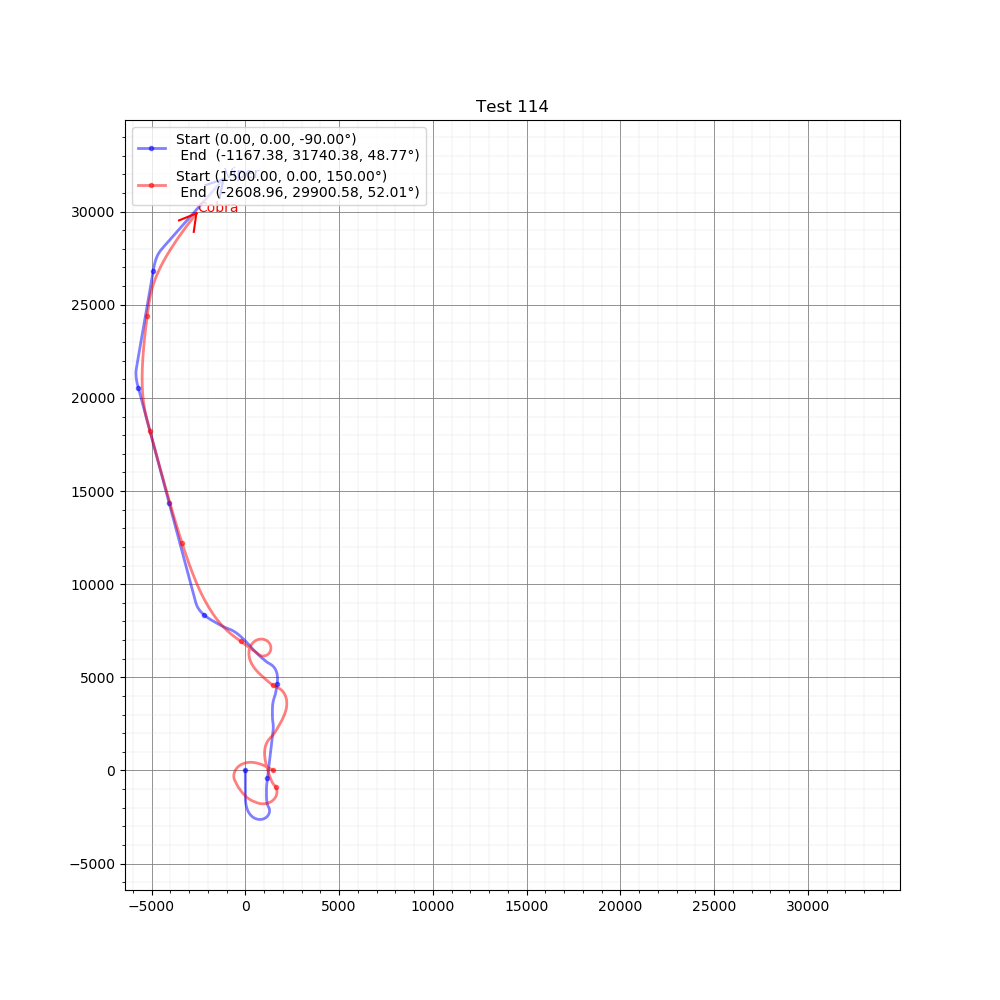 Test 114
Start (0.00, 0.00, -90.00°)
End (-1167.38, 31740.38, 48.77°)
Start (1500.00, 0.00, 150.00°)
End (-2608.96, 29900.58, 52.01°)
Cobra
30000
25000
20000
15000
10000
5000
0
−5000
−5000 0 5000 10000 15000 20000 25000 30000